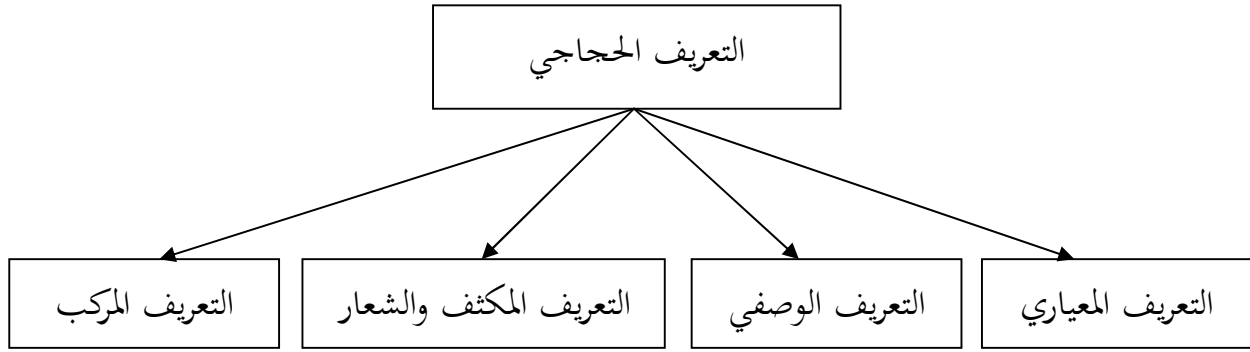 التعريف الحجاجي
التعريف المعياري
التعريف الوصفي
التعريف المكثف والشعار
التعريف المركب